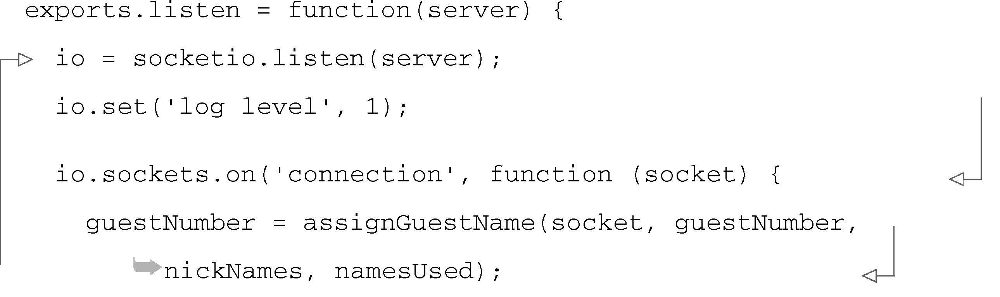 exports.listen = function(server) {
io = socketio.listen(server);
io.set('log level', 1);
io.sockets.on('connection', function (socket) {
guestNumber = assignGuestName(socket, guestNumber,
nickNames, namesUsed);